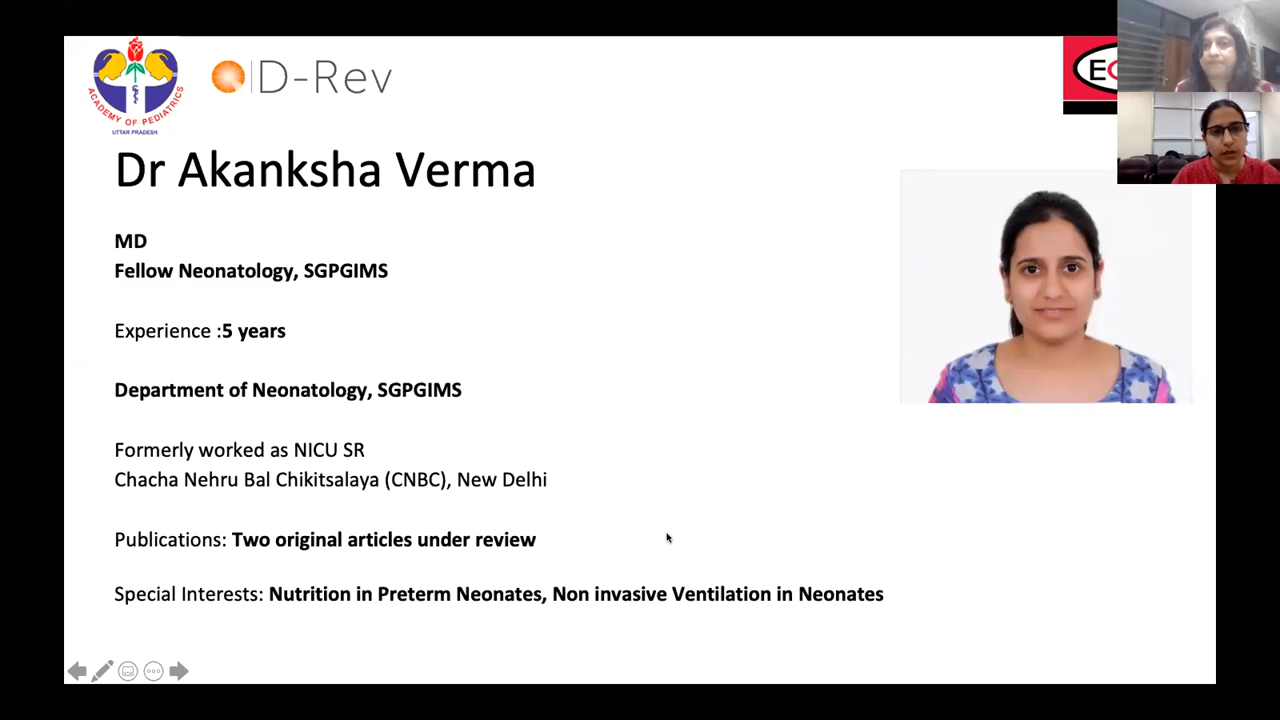 ACADEMY OF PEDIATRICS
UTTAR PRADESH
D-Rev
Dr Akanksha Verma
MD
Fellow Neonatology, SGPGIMS
Experience :5 years
Department of Neonatology, SGPGIMS
Formerly worked as NICU SR
Chacha Nehru Bal Chikitsalaya (CNBC), New Delhi
Publications: Two original articles under review
Special Interests: Nutrition in Preterm Neonates, Non invasive Ventilation in Neonates